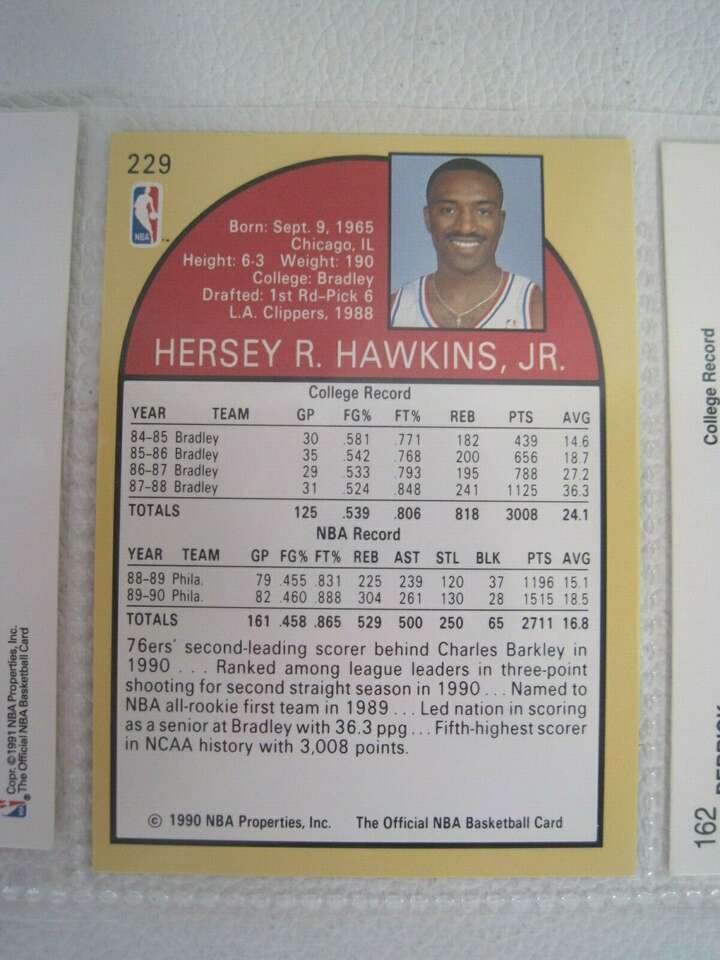 229
NBA
Born: Sept. 9, 1965
Chicago, IL
Height: 6-3 Weight: 190
College: Bradley
Drafted: 1st Rd–Pick 6
L.A. Clippers, 1988
HERSEY R. HAWKINS, JR.
College Record
YEAR TEAM GP FG% FT% REB PTS AVG
84–85 Bradley 30 .581 .771 182 439 14.6
85–86 Bradley 35 .542 .768 200 656 18.7
86–87 Bradley 29 .533 .793 195 788 27.2
87–88 Bradley 31 .524 .848 241 1125 36.3
TOTALS 125 .539 .806 818 3008 24.1
NBA Record
YEAR TEAM GP FG% FT% REB AST STL BLK PTS AVG
88–89 Phila. 79 .455 .831 225 239 120 37 1196 15.1
89–90 Phila. 82 .460 .888 304 261 130 28 1515 18.5
TOTALS 161 .458 .865 529 500 250 65 2711 16.8
76ers' second-leading scorer behind Charles Barkley in
1990 . . . Ranked among league leaders in three-point
shooting for second straight season in 1990 . . . Named to
NBA all-rookie first team in 1989 . . . Led nation in scoring
as a senior at Bradley with 36.3 ppg . . . Fifth-highest scorer
in NCAA history with 3,008 points.
© 1990 NBA Properties, Inc. The Official NBA Basketball Card
Copr. ©1991 NBA Properties, Inc.
The Official NBA Basketball Card
College Record
162